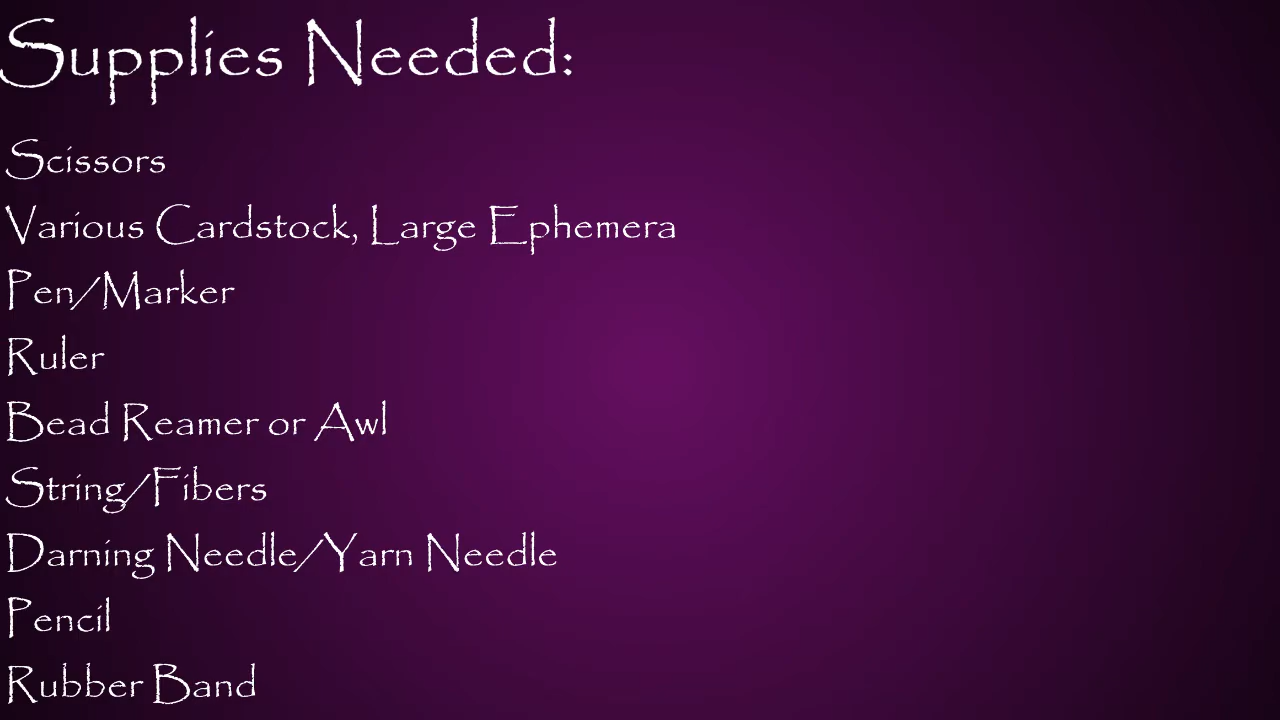 Supplies Needed:
Scissors
Various Cardstock, Large Ephemera
Pen/Marker
Ruler
Bead Reamer or Awl
String/Fibers
Darning Needle/Yarn Needle
Pencil
Rubber Band